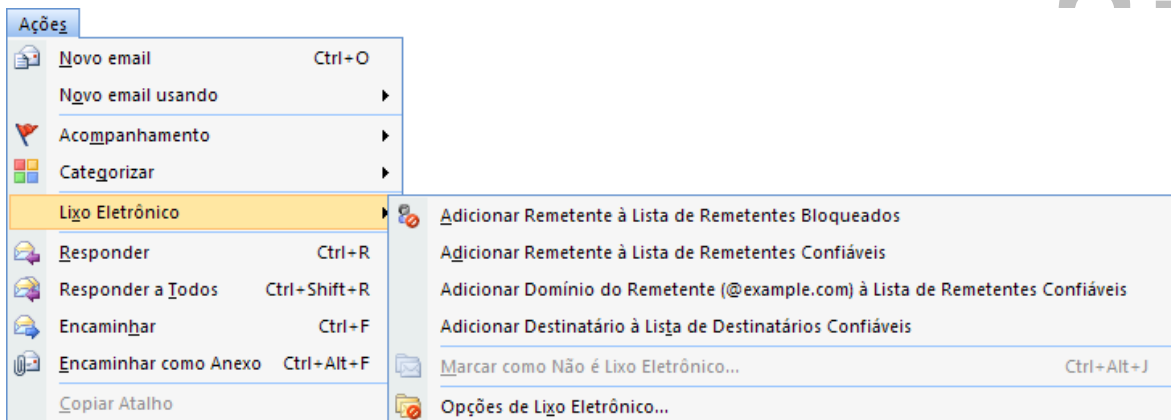 Ações
Novo email Ctrl+O
Novo email usando
Acompanhamento
Categorizar
Lixo Eletrônico
Adicionar Remetente à Lista de Remetentes Bloqueados
Adicionar Remetente à Lista de Remetentes Confiáveis
Responder Ctrl+R
Responder a Todos Ctrl+Shift+R
Adicionar Domínio do Remetente (@example.com) à Lista de Remetentes Confiáveis
Encaminhar Ctrl+F
Adicionar Destinatário à Lista de Destinatários Confiáveis
Encaminhar como Anexo Ctrl+Alt+F
Marcar como Não é Lixo Eletrônico... Ctrl+Alt+J
Copiar Atalho
Opções de Lixo Eletrônico...